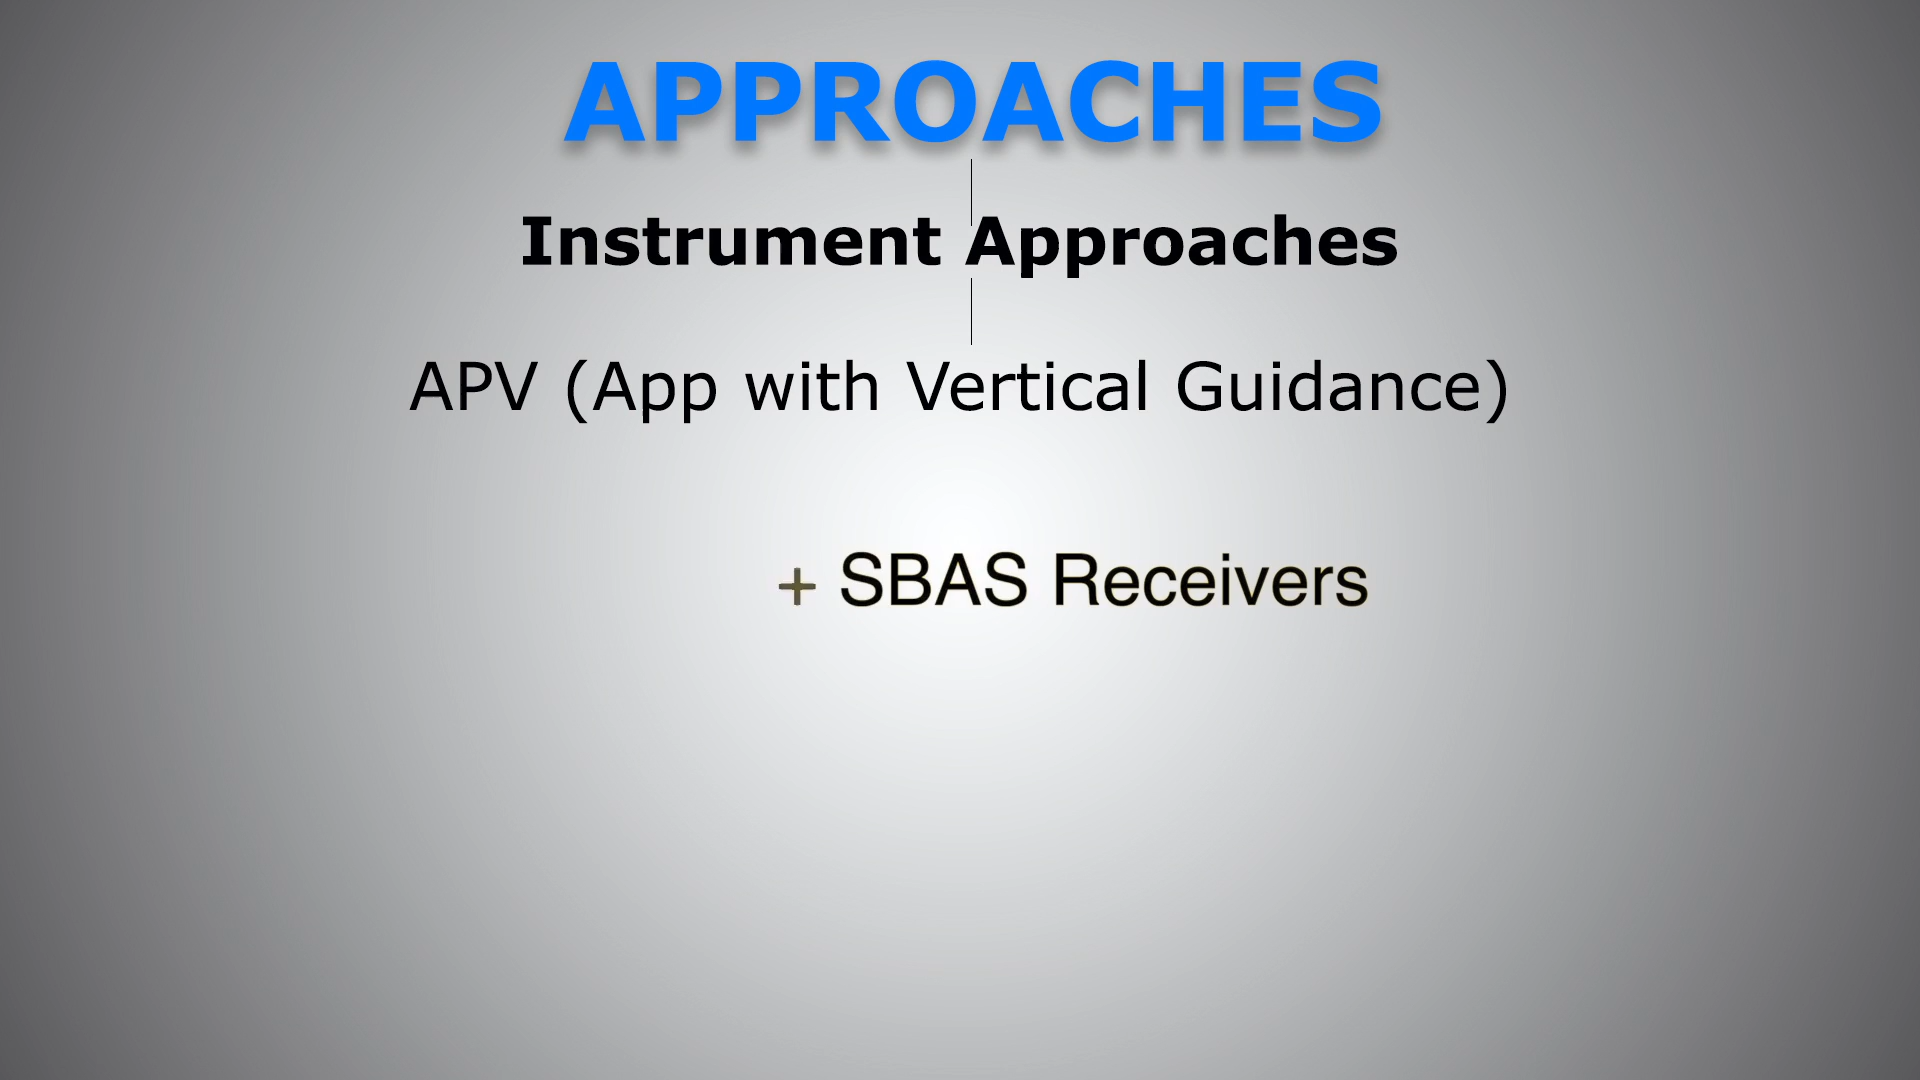 APPROACHES
Instrument Approaches
APV (App with Vertical Guidance)
+ SBAS Receivers